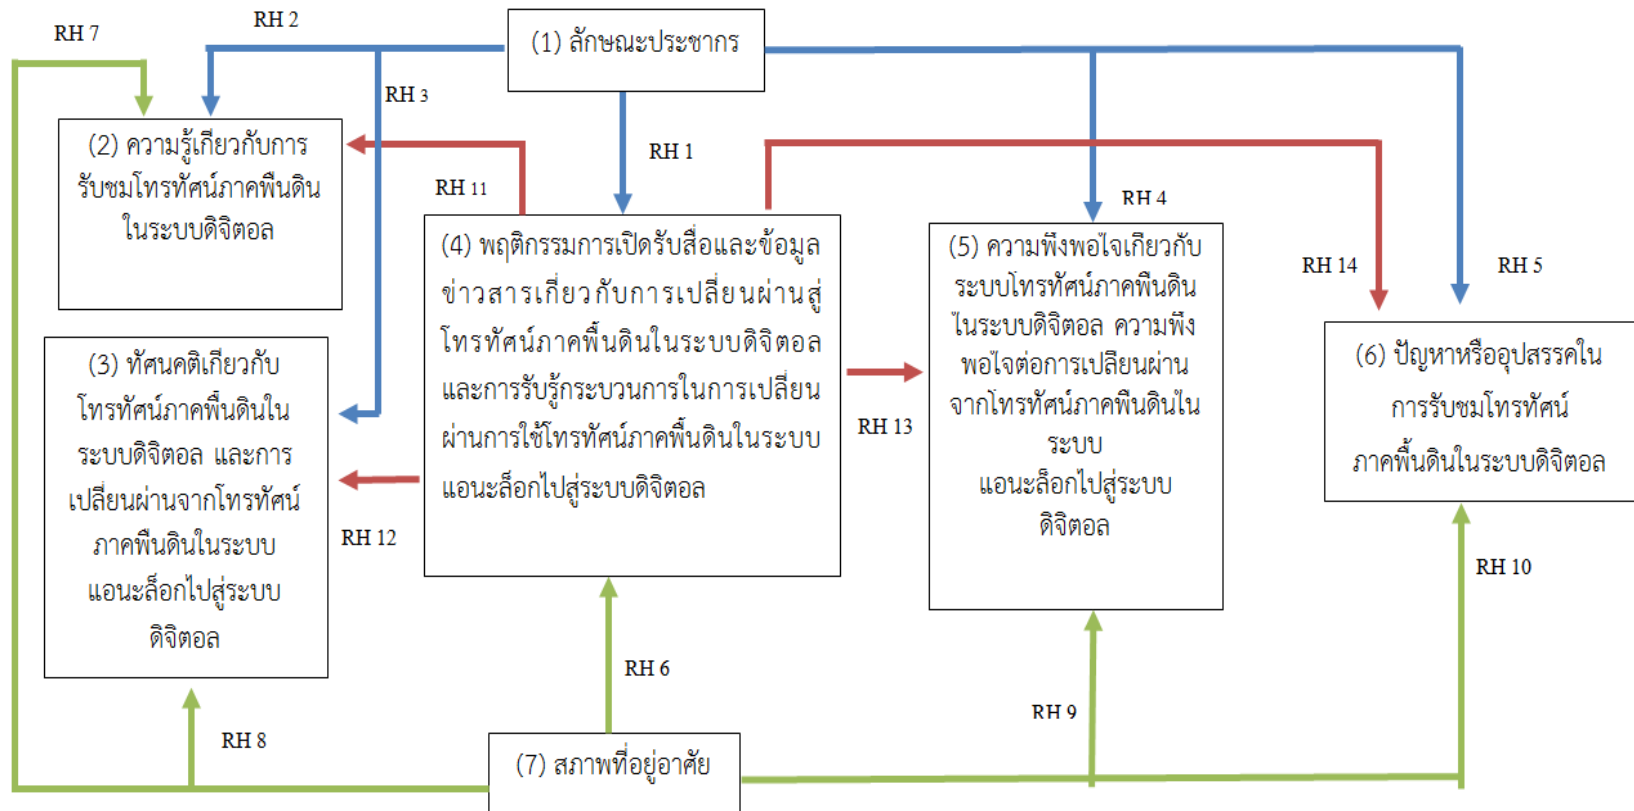 RH 7
RH 2
(1) ลักษณะประชากร
RH 3
(2) ความรู้เกี่ยวกับการ
รับชมโทรทัศน์ภาคพื้นดิน
ในระบบดิจิตอล
RH 1
RH 11
RH 4
(4) พฤติกรรมการเปิดรับสื่อและข้อมูล
ข่าวสารเกี่ยวกับการเปลี่ยนผ่านสู่
โทรทัศน์ภาคพื้นดินในระบบดิจิตอล
และการรับรู้กระบวนการในการเปลี่ยน
ผ่านการใช้โทรทัศน์ภาคพื้นดินในระบบ
แอนะล็อกไปสู่ระบบดิจิตอล
(5) ความพึงพอใจเกี่ยวกับ
ระบบโทรทัศน์ภาคพื้นดิน
ในระบบดิจิตอล ความพึง
พอใจต่อการเปลี่ยนผ่าน
จากโทรทัศน์ภาคพื้นดินใน
ระบบ
แอนะล็อกไปสู่ระบบ
ดิจิตอล
RH 14
RH 5
(6) ปัญหาหรืออุปสรรคใน
การรับชมโทรทัศน์
ภาคพื้นดินในระบบดิจิตอล
(3) ทัศนคติเกี่ยวกับ
โทรทัศน์ภาคพื้นดินใน
ระบบดิจิตอล และการ
เปลี่ยนผ่านจากโทรทัศน์
ภาคพื้นดินในระบบ
แอนะล็อกไปสู่ระบบ
ดิจิตอล
RH 13
RH 12
RH 10
RH 6
RH 9
RH 8
(7) สภาพที่อยู่อาศัย